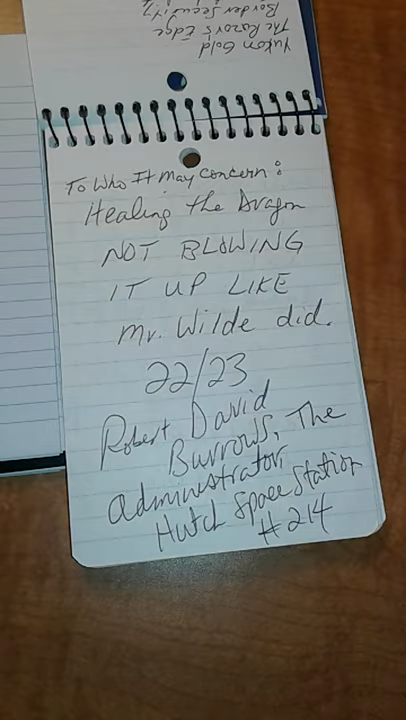 Yukon Gold
The Razor's Edge
Border Security
To Who It May Concern:
Healing the Dragon
NOT BLOWING
IT UP LIKE
Mr. Wilde did.
22/23
Robert David
Burrows, The
Administrator,
Hutch Space Station
#214